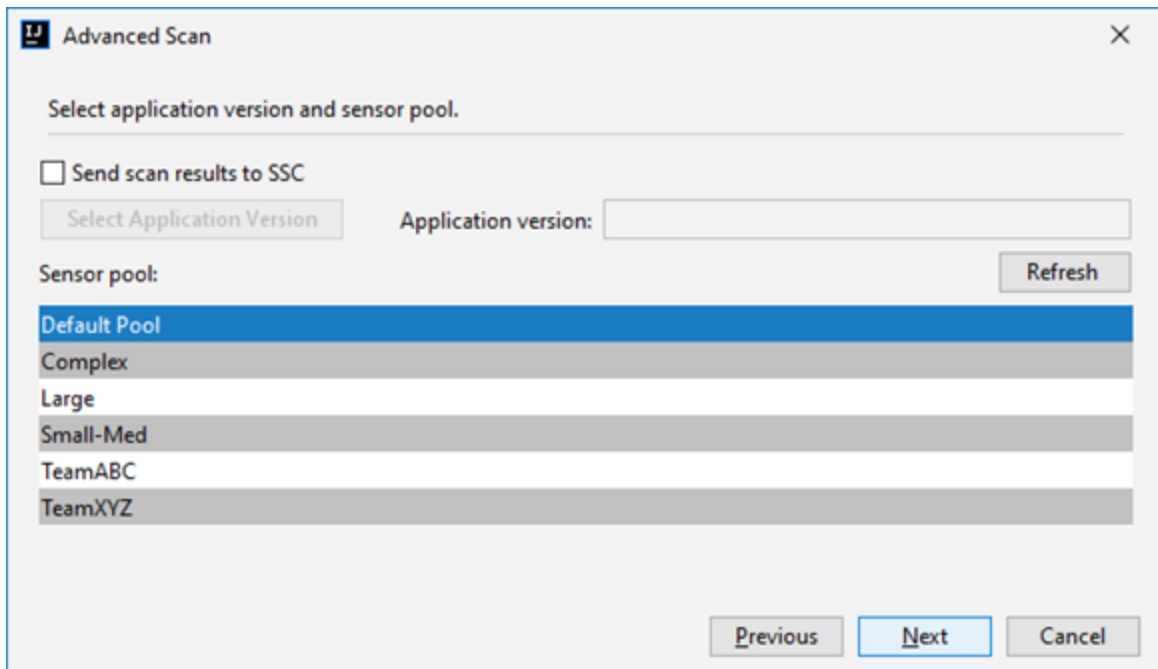 IJ Advanced Scan
Select application version and sensor pool.
Send scan results to SSC
Select Application Version Application version:
Sensor pool: Refresh
Default Pool
Complex
Large
Small-Med
TeamABC
TeamXYZ
Previous Next Cancel